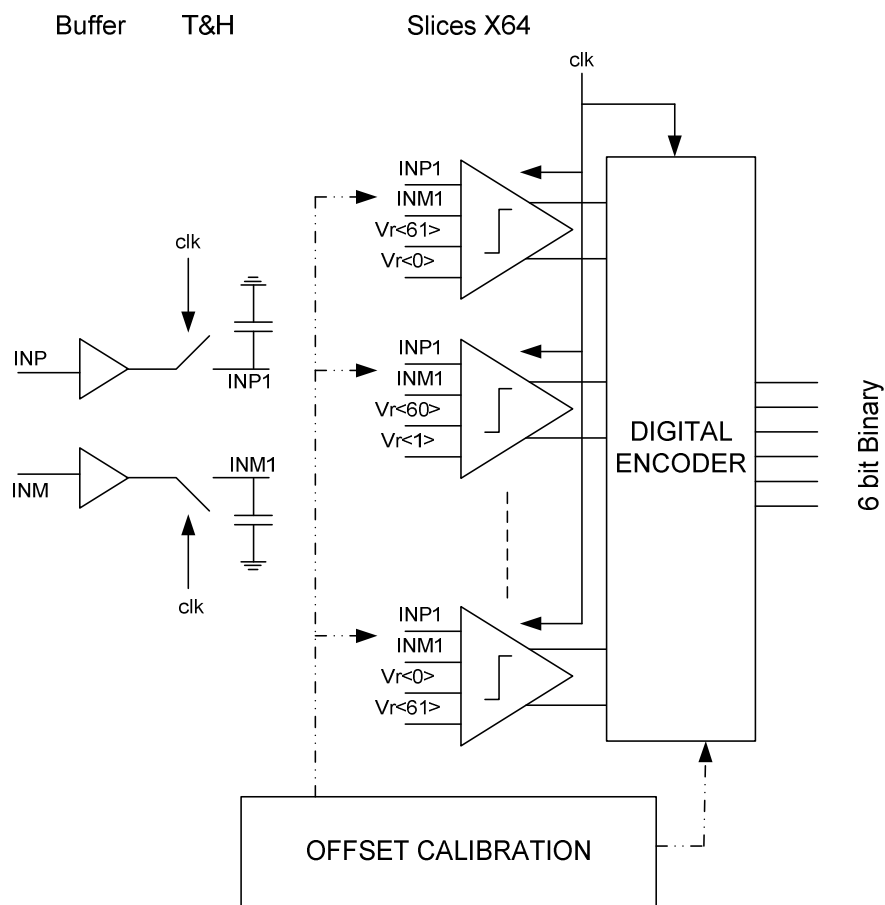 Buffer T&H Slices X64
clk
INP1
INM1
Vr<61>
Vr<0>
clk
INP
INP1
INP1
INM1
Vr<60>
Vr<1>
DIGITAL
ENCODER
6 bit Binary
INM
INM1
clk
INP1
INM1
Vr<0>
Vr<61>
OFFSET CALIBRATION